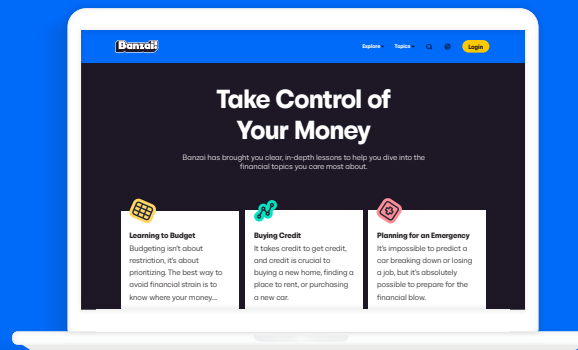 Banzai!
Explore
Topics
Login
Take Control of
Your Money
Banzai has brought you clear, in-depth lessons to help you dive into the
financial topics you care most about.
Learning to Budget
Budgeting isn't about
restriction, it's about
prioritizing. The best way to
avoid financial strain is to
know where your money...
Buying Credit
It takes credit to get credit,
and credit is crucial to
buying a new home, finding a
place to rent, or purchasing
a new car.
Planning for an Emergency
It's impossible to predict a
car breaking down or losing
a job, but it's absolutely
possible to prepare for the
financial blow.